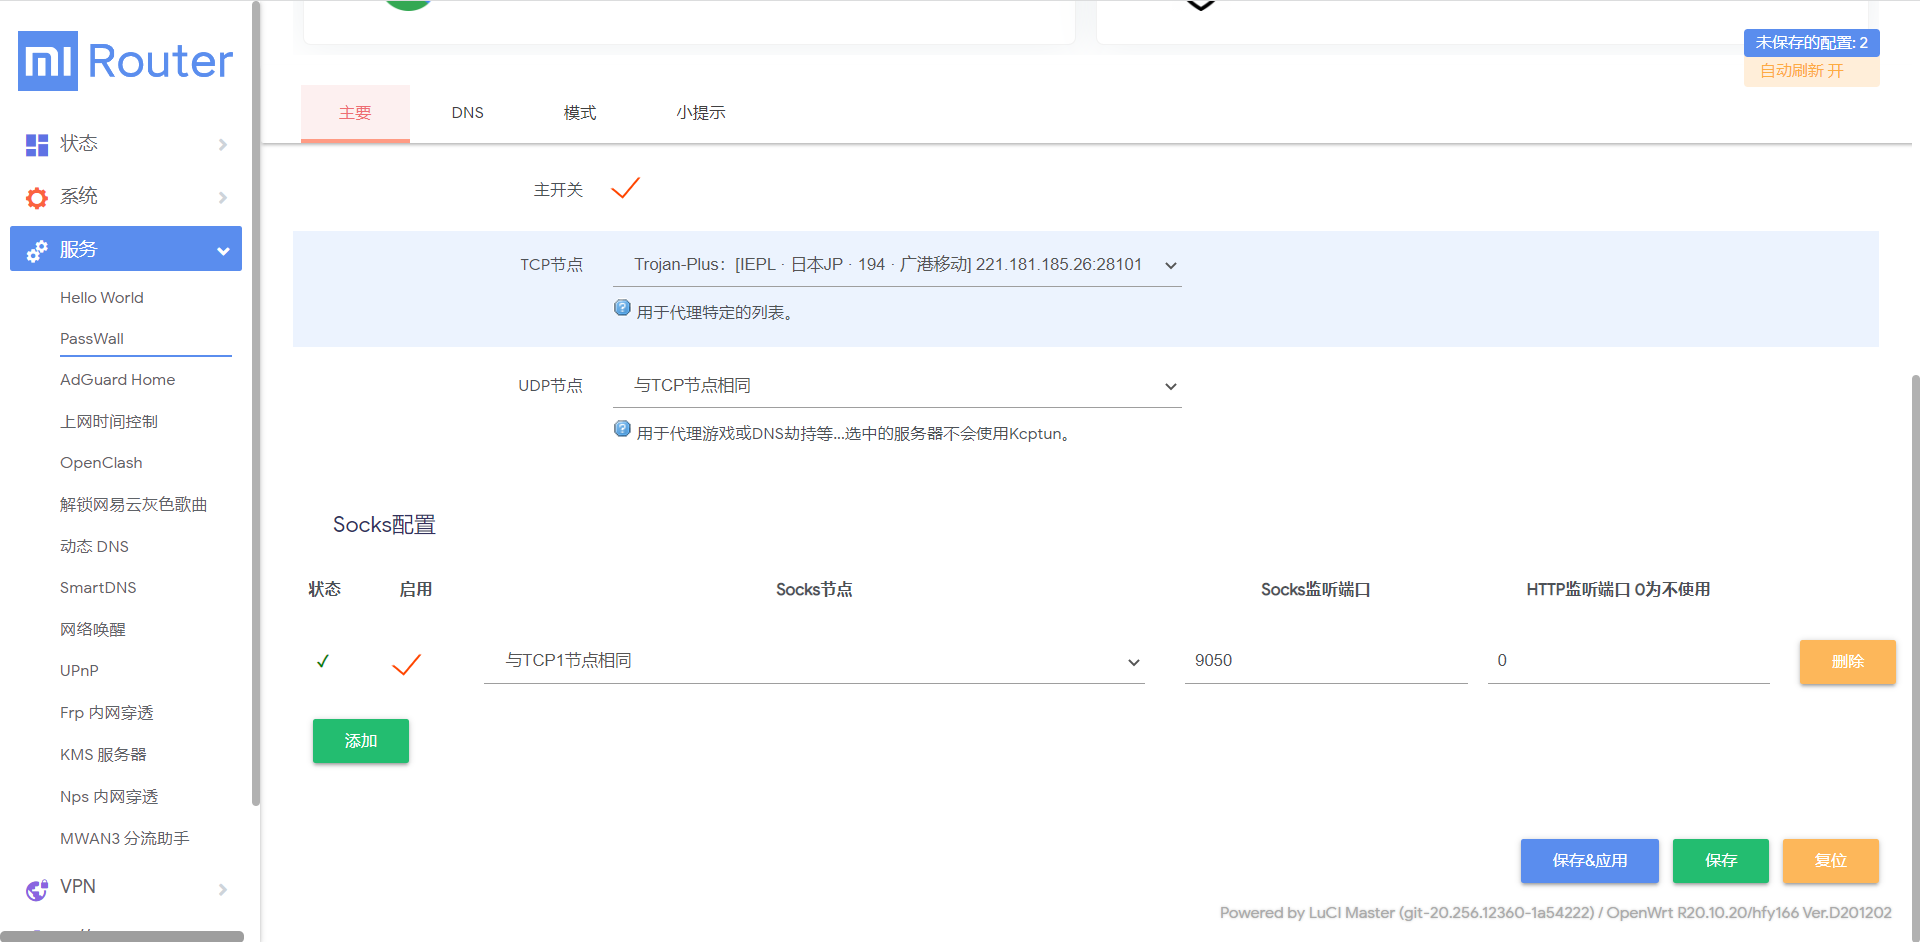 mi Router
状态
系统
服务
Hello World
PassWall
AdGuard Home
上网时间控制
OpenClash
解锁网易云灰色歌曲
动态 DNS
SmartDNS
网络唤醒
UPnP
Frp 内网穿透
KMS 服务器
Nps 内网穿透
MWAN3 分流助手
VPN
未保存的配置: 2
自动刷新 开
主要
DNS
模式
小提示
主开关
TCP节点
Trojan-Plus：[IEPL · 日本JP · 194 · 广港移动] 221.181.185.26:28101
用于代理特定的列表。
UDP节点
与TCP节点相同
用于代理游戏或DNS劫持等...选中的服务器不会使用Kcptun。
Socks配置
状态 启用 Socks节点 Socks监听端口 HTTP监听端口 0为不使用
与TCP1节点相同 9050 0 删除
添加
保存&应用 保存 复位
Powered by LuCI Master (git-20.256.12360-1a54222) / OpenWrt R20.10.20/hfy166 Ver.D201202